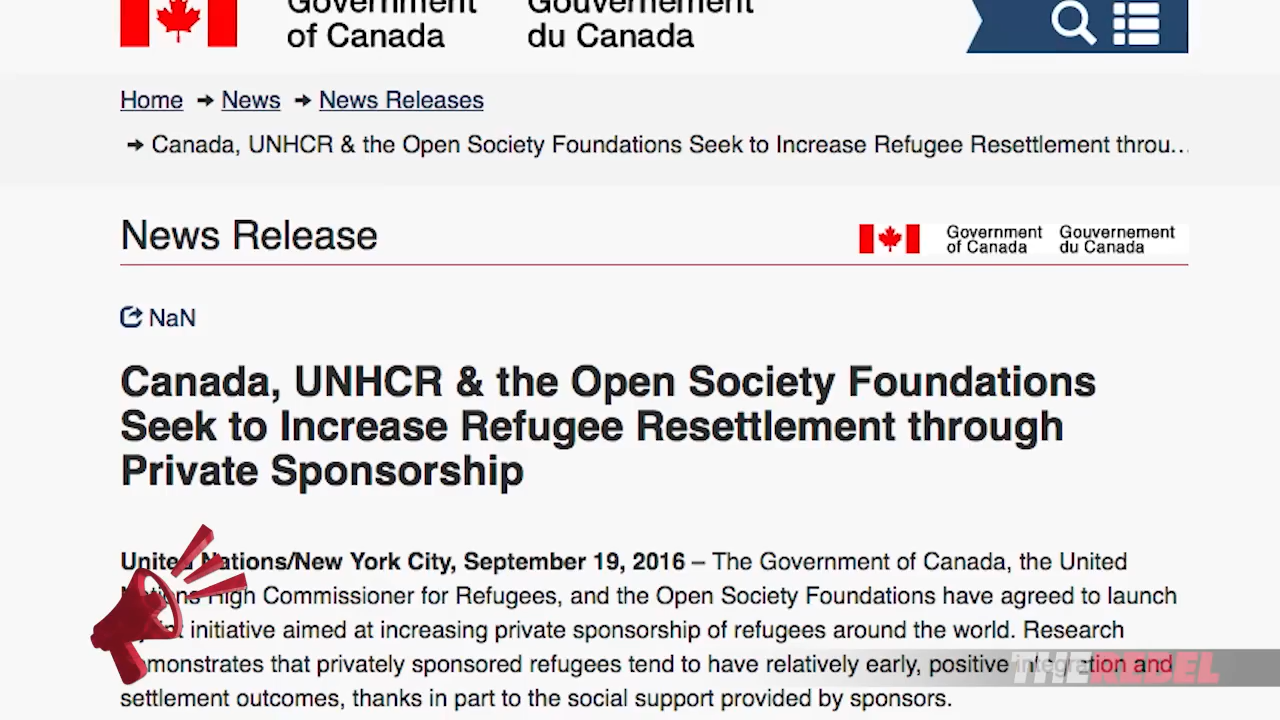 Government Gouvernement
of Canada du Canada
Home → News → News Releases
→ Canada, UNHCR & the Open Society Foundations Seek to Increase Refugee Resettlement throu...
News Release
Government Gouvernement
of Canada du Canada
NaN
Canada, UNHCR & the Open Society Foundations
Seek to Increase Refugee Resettlement through
Private Sponsorship
United Nations/New York City, September 19, 2016 – The Government of Canada, the United
Nations High Commissioner for Refugees, and the Open Society Foundations have agreed to launch
a joint initiative aimed at increasing private sponsorship of refugees around the world. Research
demonstrates that privately sponsored refugees tend to have relatively early, positive integration and
THE REBEL
settlement outcomes, thanks in part to the social support provided by sponsors.